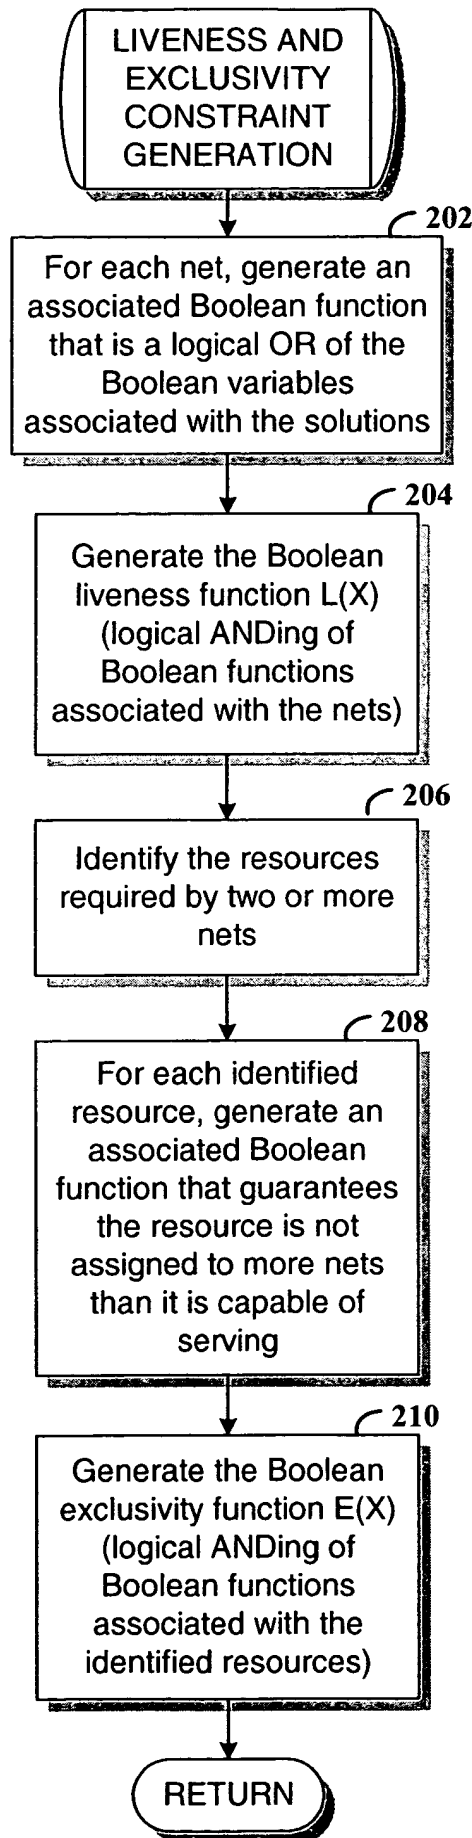 LIVENESS AND
EXCLUSIVITY
CONSTRAINT
GENERATION
202
For each net, generate an
associated Boolean function
that is a logical OR of the
Boolean variables
associated with the solutions
204
Generate the Boolean
liveness function L(X)
(logical ANDing of
Boolean functions
associated with the nets)
206
Identify the resources
required by two or more
nets
208
For each identified
resource, generate an
associated Boolean
function that guarantees
the resource is not
assigned to more nets
than it is capable of
serving
210
Generate the Boolean
exclusivity function E(X)
(logical ANDing of
Boolean functions
associated with the
identified resources)
RETURN